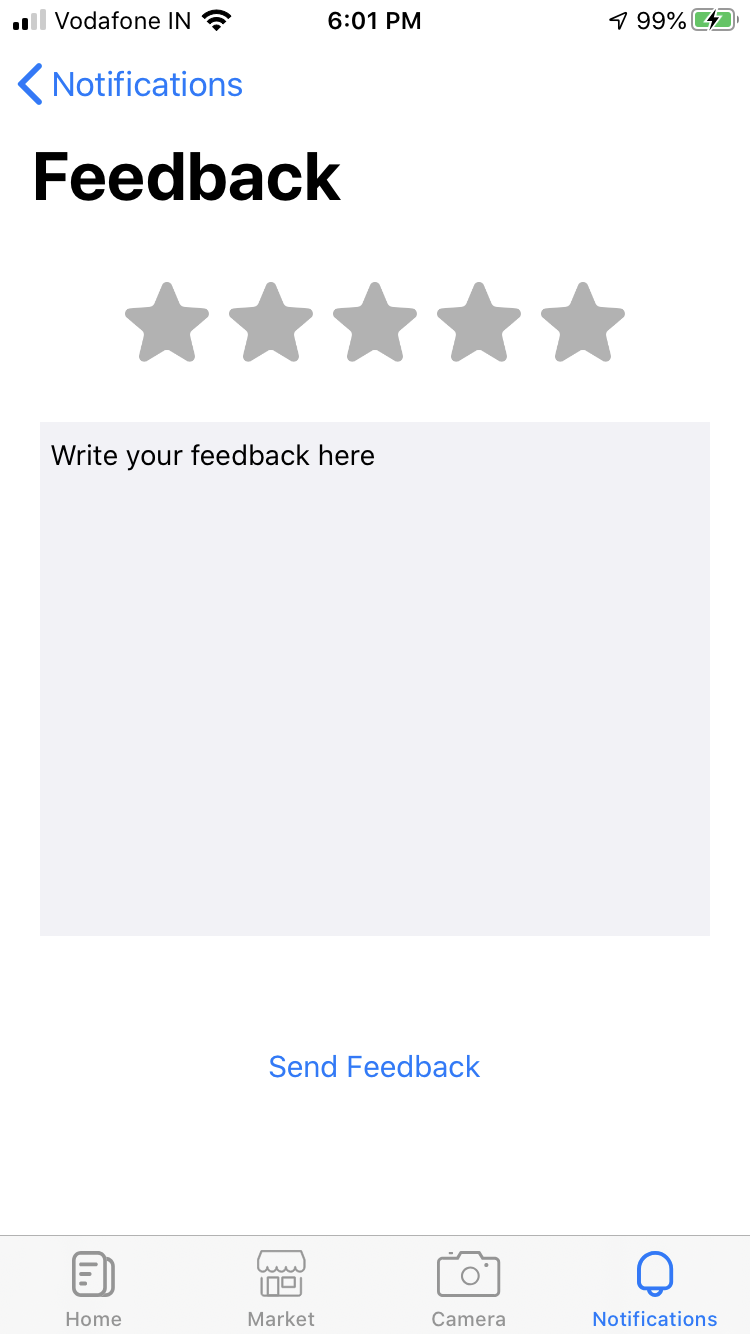 Vodafone IN 6:01 PM 99%
Notifications
Feedback
Write your feedback here
Send Feedback
Home Market Camera Notifications